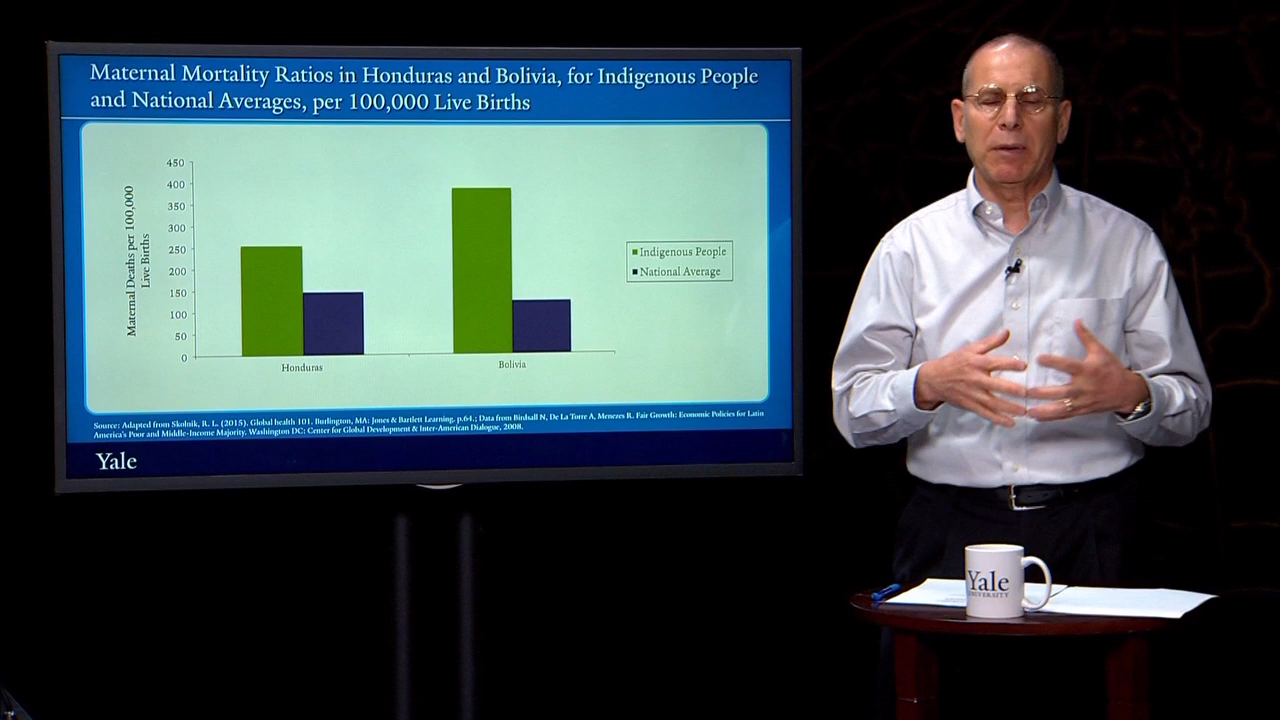 Maternal Mortality Ratios in Honduras and Bolivia, for Indigenous People
and National Averages, per 100,000 Live Births
Maternal Deaths per 100,000
Live Births
450
400
350
300
250
200
150
100
50
0
Honduras
Bolivia
Indigenous People
National Average
Source: Adapted from Skolnik, R. L. (2015). Global health 101. Burlington, MA: Jones & Bartlett Learning. p.64.; Data from Birdsall N, De La Torre A, Menezes R. Fair Growth: Economic Policies for Latin
America's Poor and Middle-Income Majority. Washington DC: Center for Global Development & Inter-American Dialogue, 2008.
Yale
Yale
UNIVERSITY